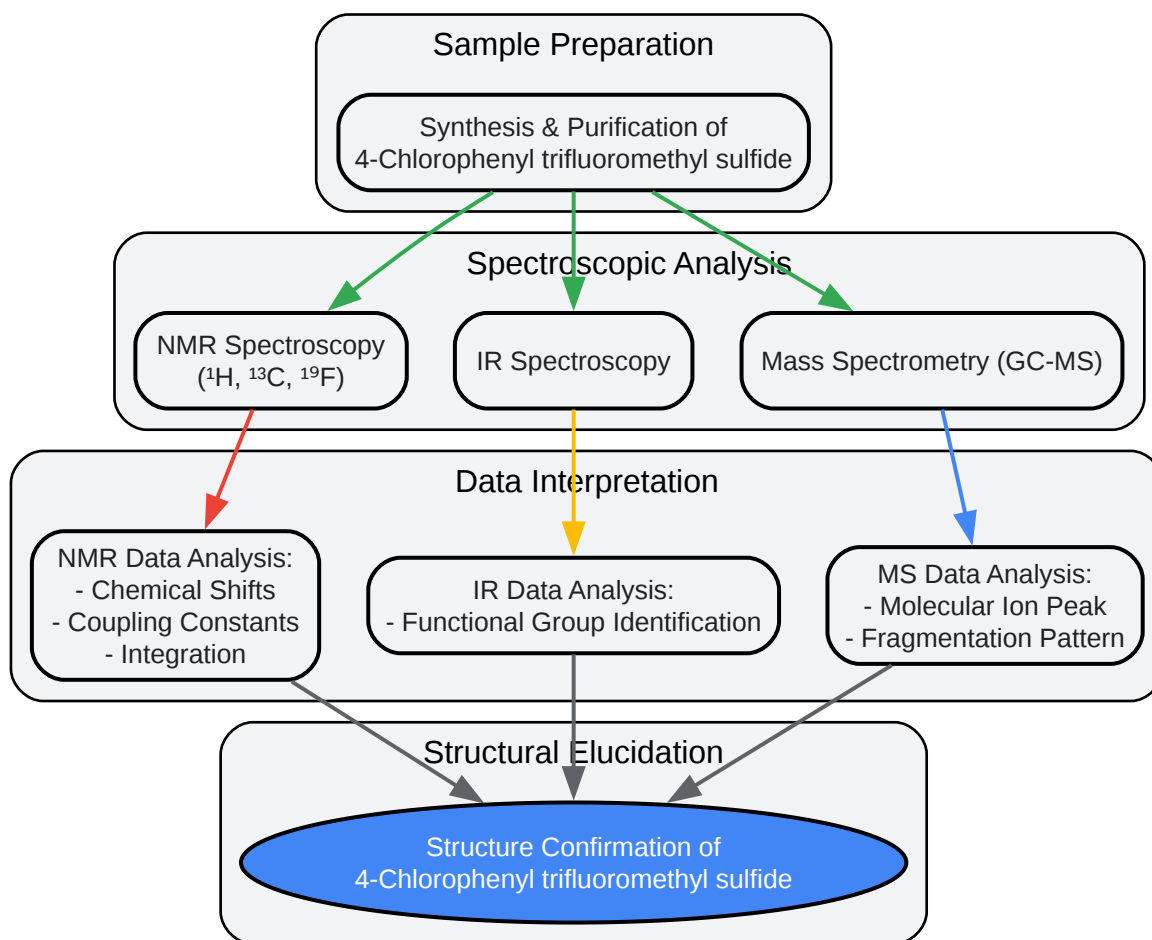 Sample Preparation
Synthesis & Purification of
4-Chlorophenyl trifluoromethyl sulfide
Spectroscopic Analysis
NMR Spectroscopy
(¹H, ¹³C, ¹⁹F)
IR Spectroscopy
Mass Spectrometry (GC-MS)
Data Interpretation
NMR Data Analysis:
- Chemical Shifts
- Coupling Constants
- Integration
IR Data Analysis:
- Functional Group Identification
MS Data Analysis:
- Molecular Ion Peak
- Fragmentation Pattern
Structural Elucidation
Structure Confirmation of
4-Chlorophenyl trifluoromethyl sulfide